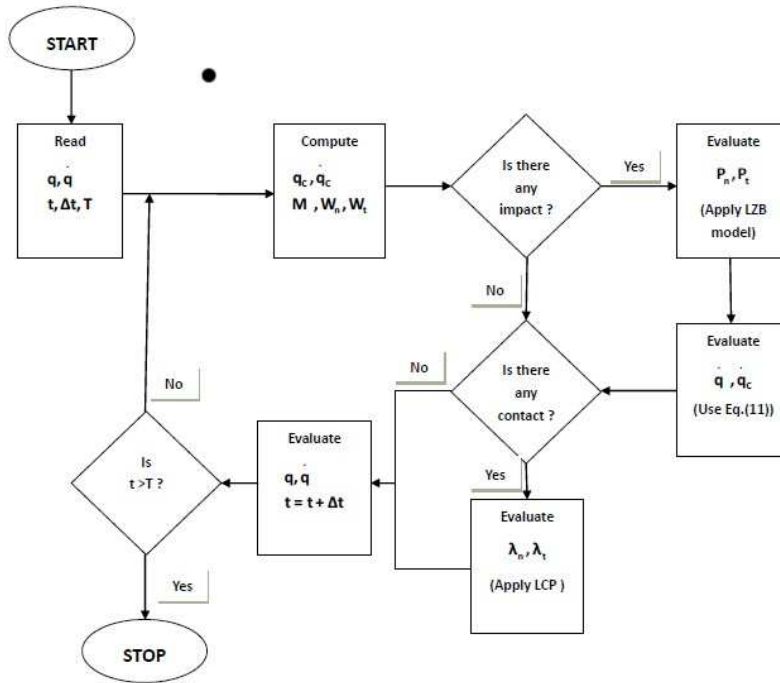 START
Read
q, q̇
t, Δt, T
Compute
q_c, q̇_c
M , W_n, W_t
Is there
any
impact ?
Yes
Evaluate
P_n, P_t
(Apply LZB
model)
No
Evaluate
q̇ , q̇_c
(Use Eq.(11))
Is there
any
contact ?
No
Yes
Evaluate
λ_n, λ_t
(Apply LCP )
Evaluate
q, q̇
t = t + Δt
Is
t >T ?
No
Yes
STOP